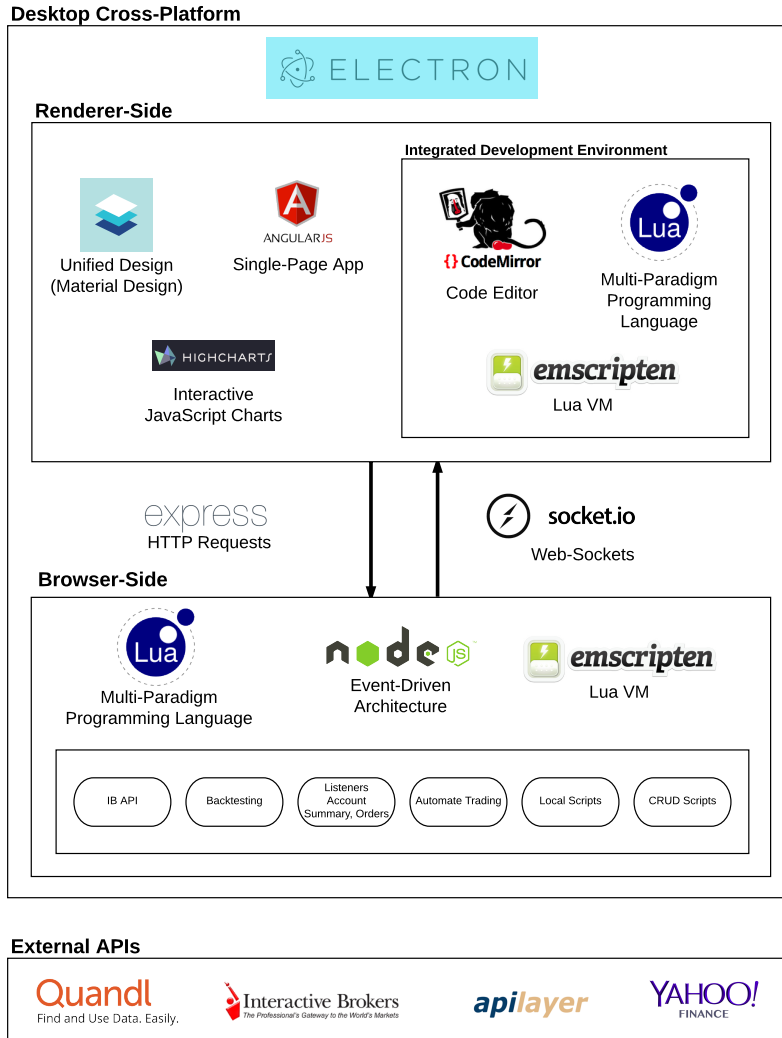 Desktop Cross-Platform
ELECTRON
Renderer-Side
Integrated Development Environment
Unified Design
(Material Design)
ANGULARJS
Single-Page App
{} CodeMirror
Code Editor
Lua
Multi-Paradigm
Programming
Language
HIGHCHARTS
Interactive
JavaScript Charts
emscripten
Lua VM
express
HTTP Requests
socket.io
Web-Sockets
Browser-Side
Lua
Multi-Paradigm
Programming Language
node
JS
Event-Driven
Architecture
emscripten
Lua VM
IB API
Backtesting
Listeners
Account
Summary, Orders
Automate Trading
Local Scripts
CRUD Scripts
External APIs
Quandl
Find and Use Data. Easily.
Interactive Brokers
The Professional's Gateway to the World's Markets
apilayer
YAHOO!
FINANCE